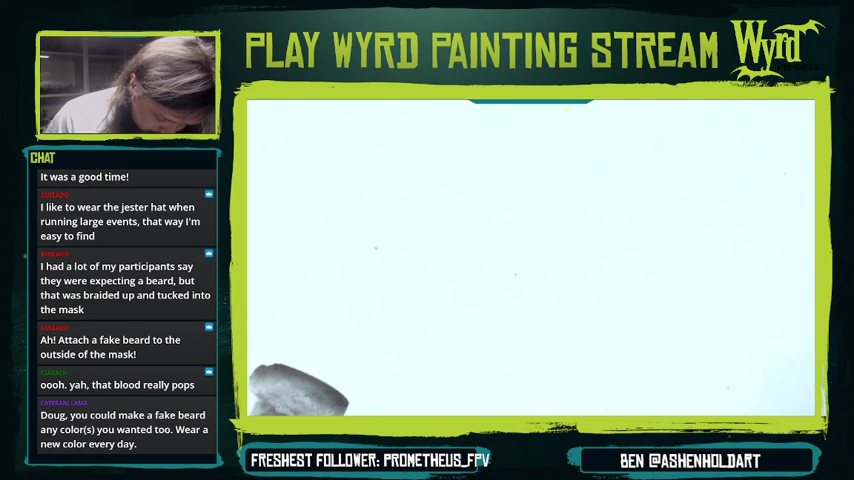 PLAY WYRD PAINTING STREAM
Wyrd
CHAT
It was a good time!
I like to wear the jester hat when
running large events, that way I'm
easy to find
I had a lot of my participants say
they were expecting a beard, but
that was braided up and tucked into
the mask
Ah! Attach a fake beard to the
outside of the mask!
oooh. yah, that blood really pops
CATERANLLAMA
Doug, you could make a fake beard
any color(s) you wanted too. Wear a
new color every day.
FRESHEST FOLLOWER: PROMETHEUS_FPV
BEN @ASHENHOLDART